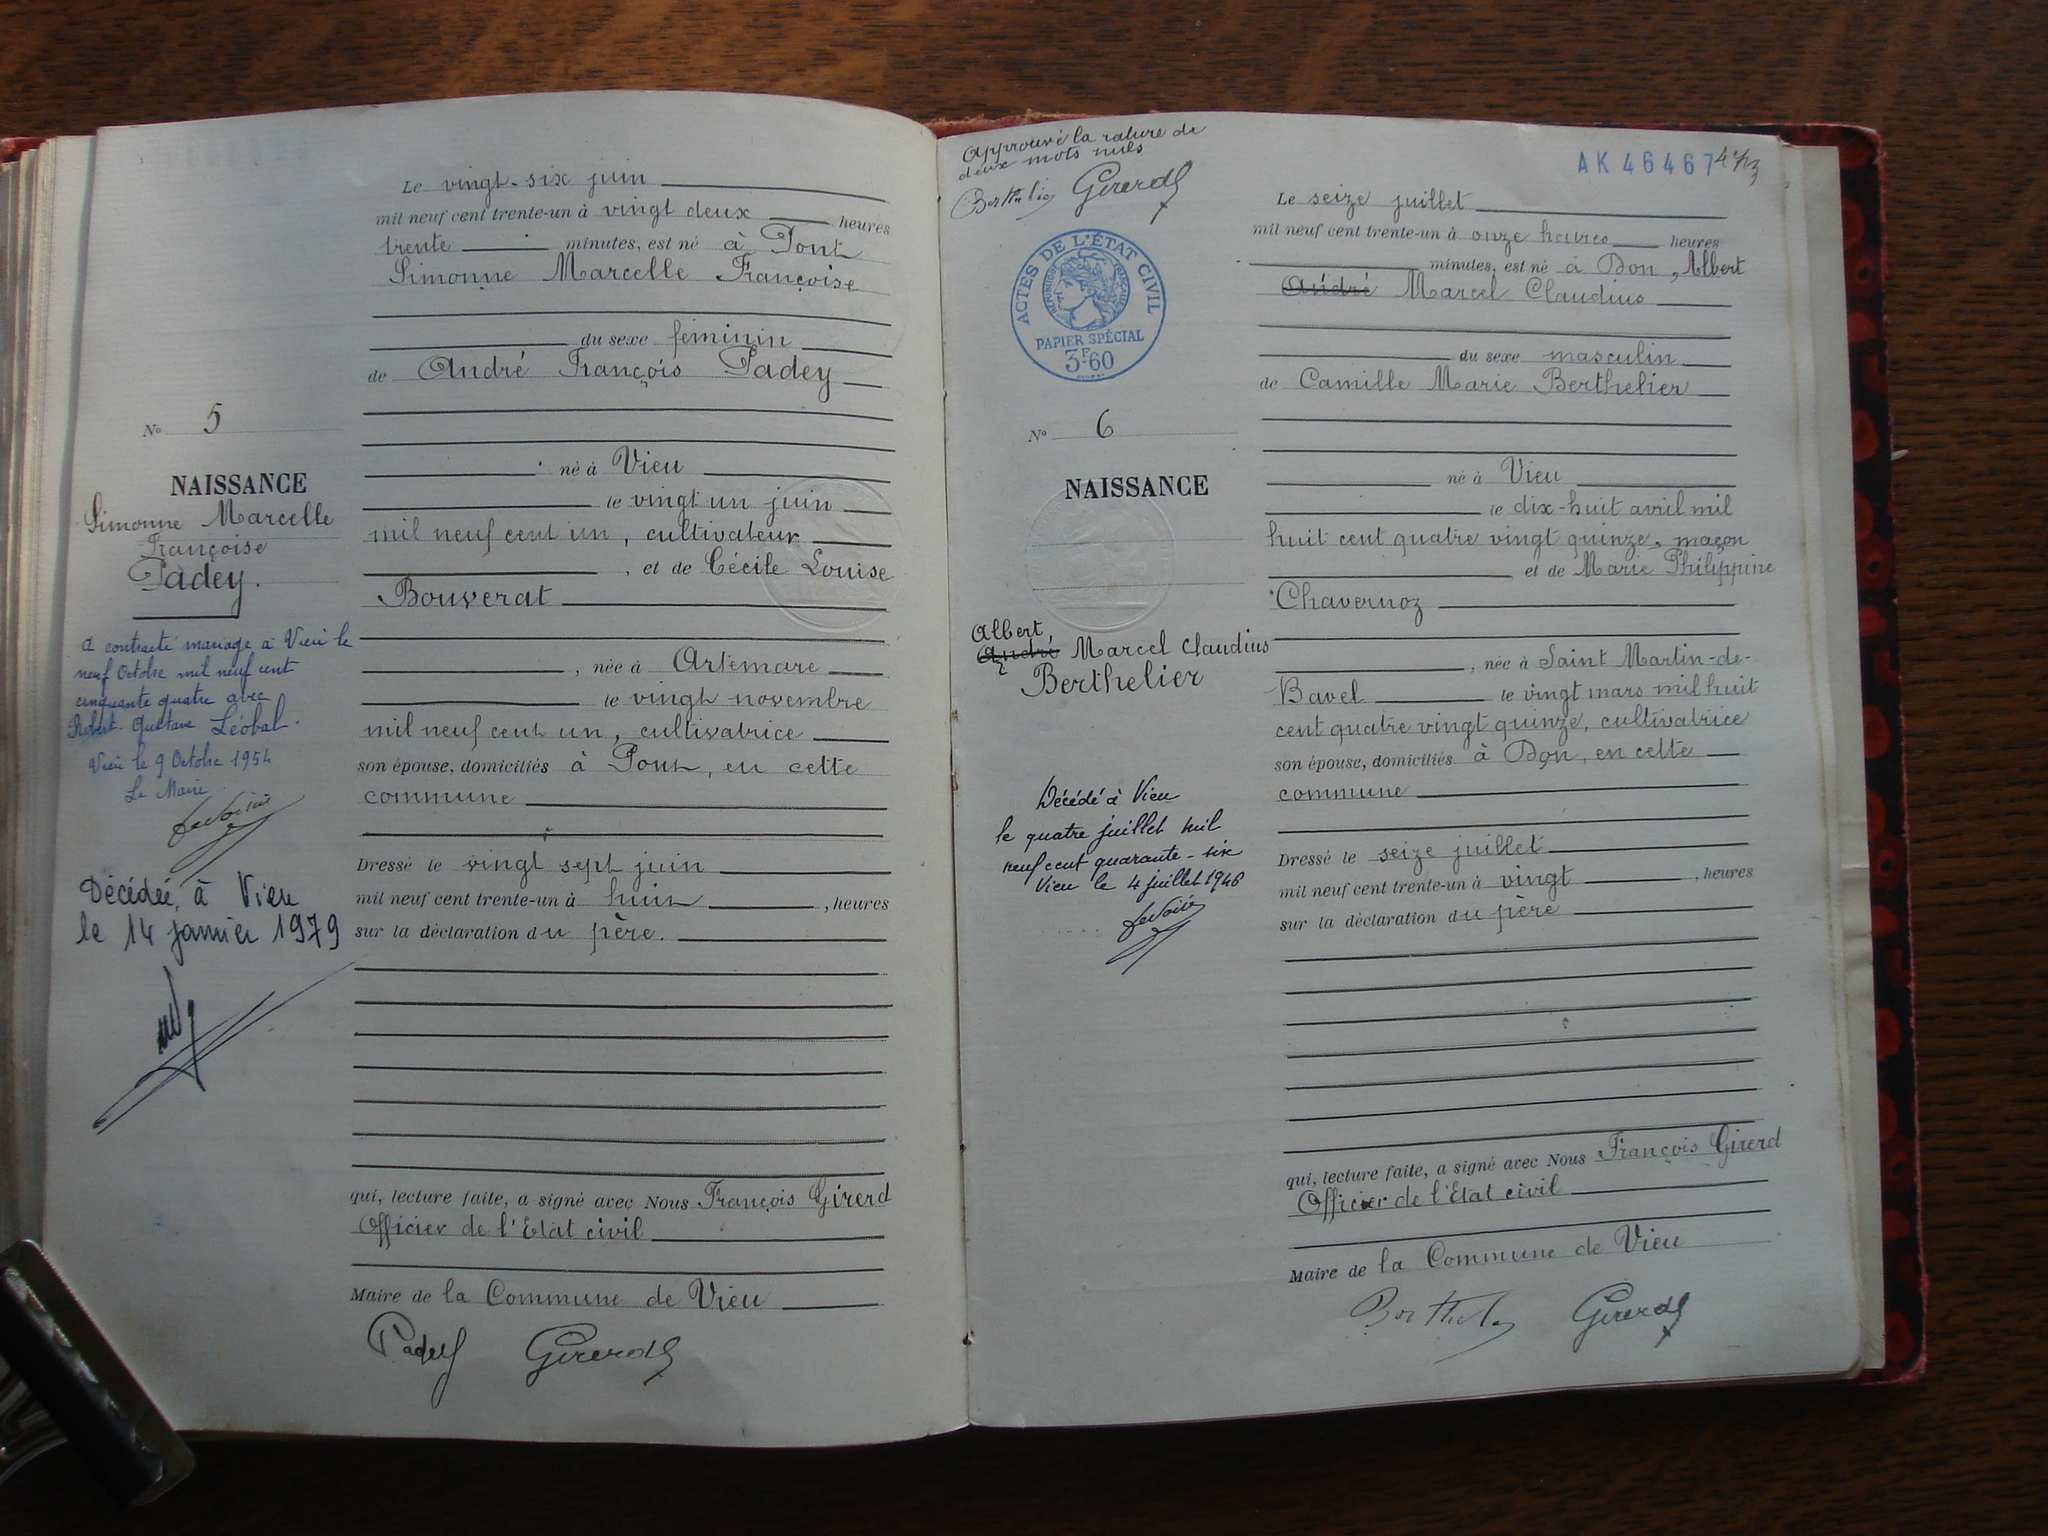 Le vingt-six juin
mil neuf cent trente-un à vingt deux heures
trente minutes, est né à Pont
Simonne Marcelle Françoise
du sexe féminin
de André François Padey
né à Vieu
le vingt un juin
mil neuf cent un, cultivateur
, et de Cécile Louise
Bouverat
, née à Artemare
le vingt novembre
mil neuf cent un, cultivatrice
son épouse, domiciliés à Pont, en cette
commune
Dressé le vingt sept juin
mil neuf cent trente-un à huit , heures
sur la déclaration du père.
qui, lecture faite, a signé avec Nous François Girerd
Officier de l'Etat civil
Maire de la Commune de Vieu
Padey Girerd
No 5
NAISSANCE
Simonne Marcelle
Françoise
Padey.
A contracté mariage à Vieu le
neuf Octobre mil neuf cent
cinquante quatre avec
Robert Gustave Léobal.
Vieu le 9 Octobre 1954
Le Maire
Décédée, à Vieu
le 14 janvier 1979
Approuvé la rature de
deux mots nuls
Berthelier Girerd
ACTES DE L'ÉTAT CIVIL
RÉPUBLIQUE FRANÇAISE
PAPIER SPÉCIAL
3F.60
No 6
NAISSANCE
Albert,
André Marcel Claudius
Berthelier
Décédé à Vieu
le quatre juillet mil
neuf cent quarante-six
Vieu le 4 juillet 1946
AK 46467
Le seize juillet
mil neuf cent trente-un à onze heures heures
minutes, est né à Don, Albert
André Marcel Claudius
du sexe masculin
de Camille Marie Berthelier
né à Vieu
le dix-huit avril mil
huit cent quatre vingt quinze, maçon
et de Marie Philippine
Chavernoz
, née à Saint Martin-de-
Bavel le vingt mars mil huit
cent quatre vingt quinze, cultivatrice
son épouse, domiciliés à Don, en cette
commune
Dressé le seize juillet
mil neuf cent trente-un à vingt , heures
sur la déclaration du père
qui, lecture faite, a signé avec Nous François Girerd
Officier de l'Etat civil
Maire de la Commune de Vieu
Berthelier Girerd